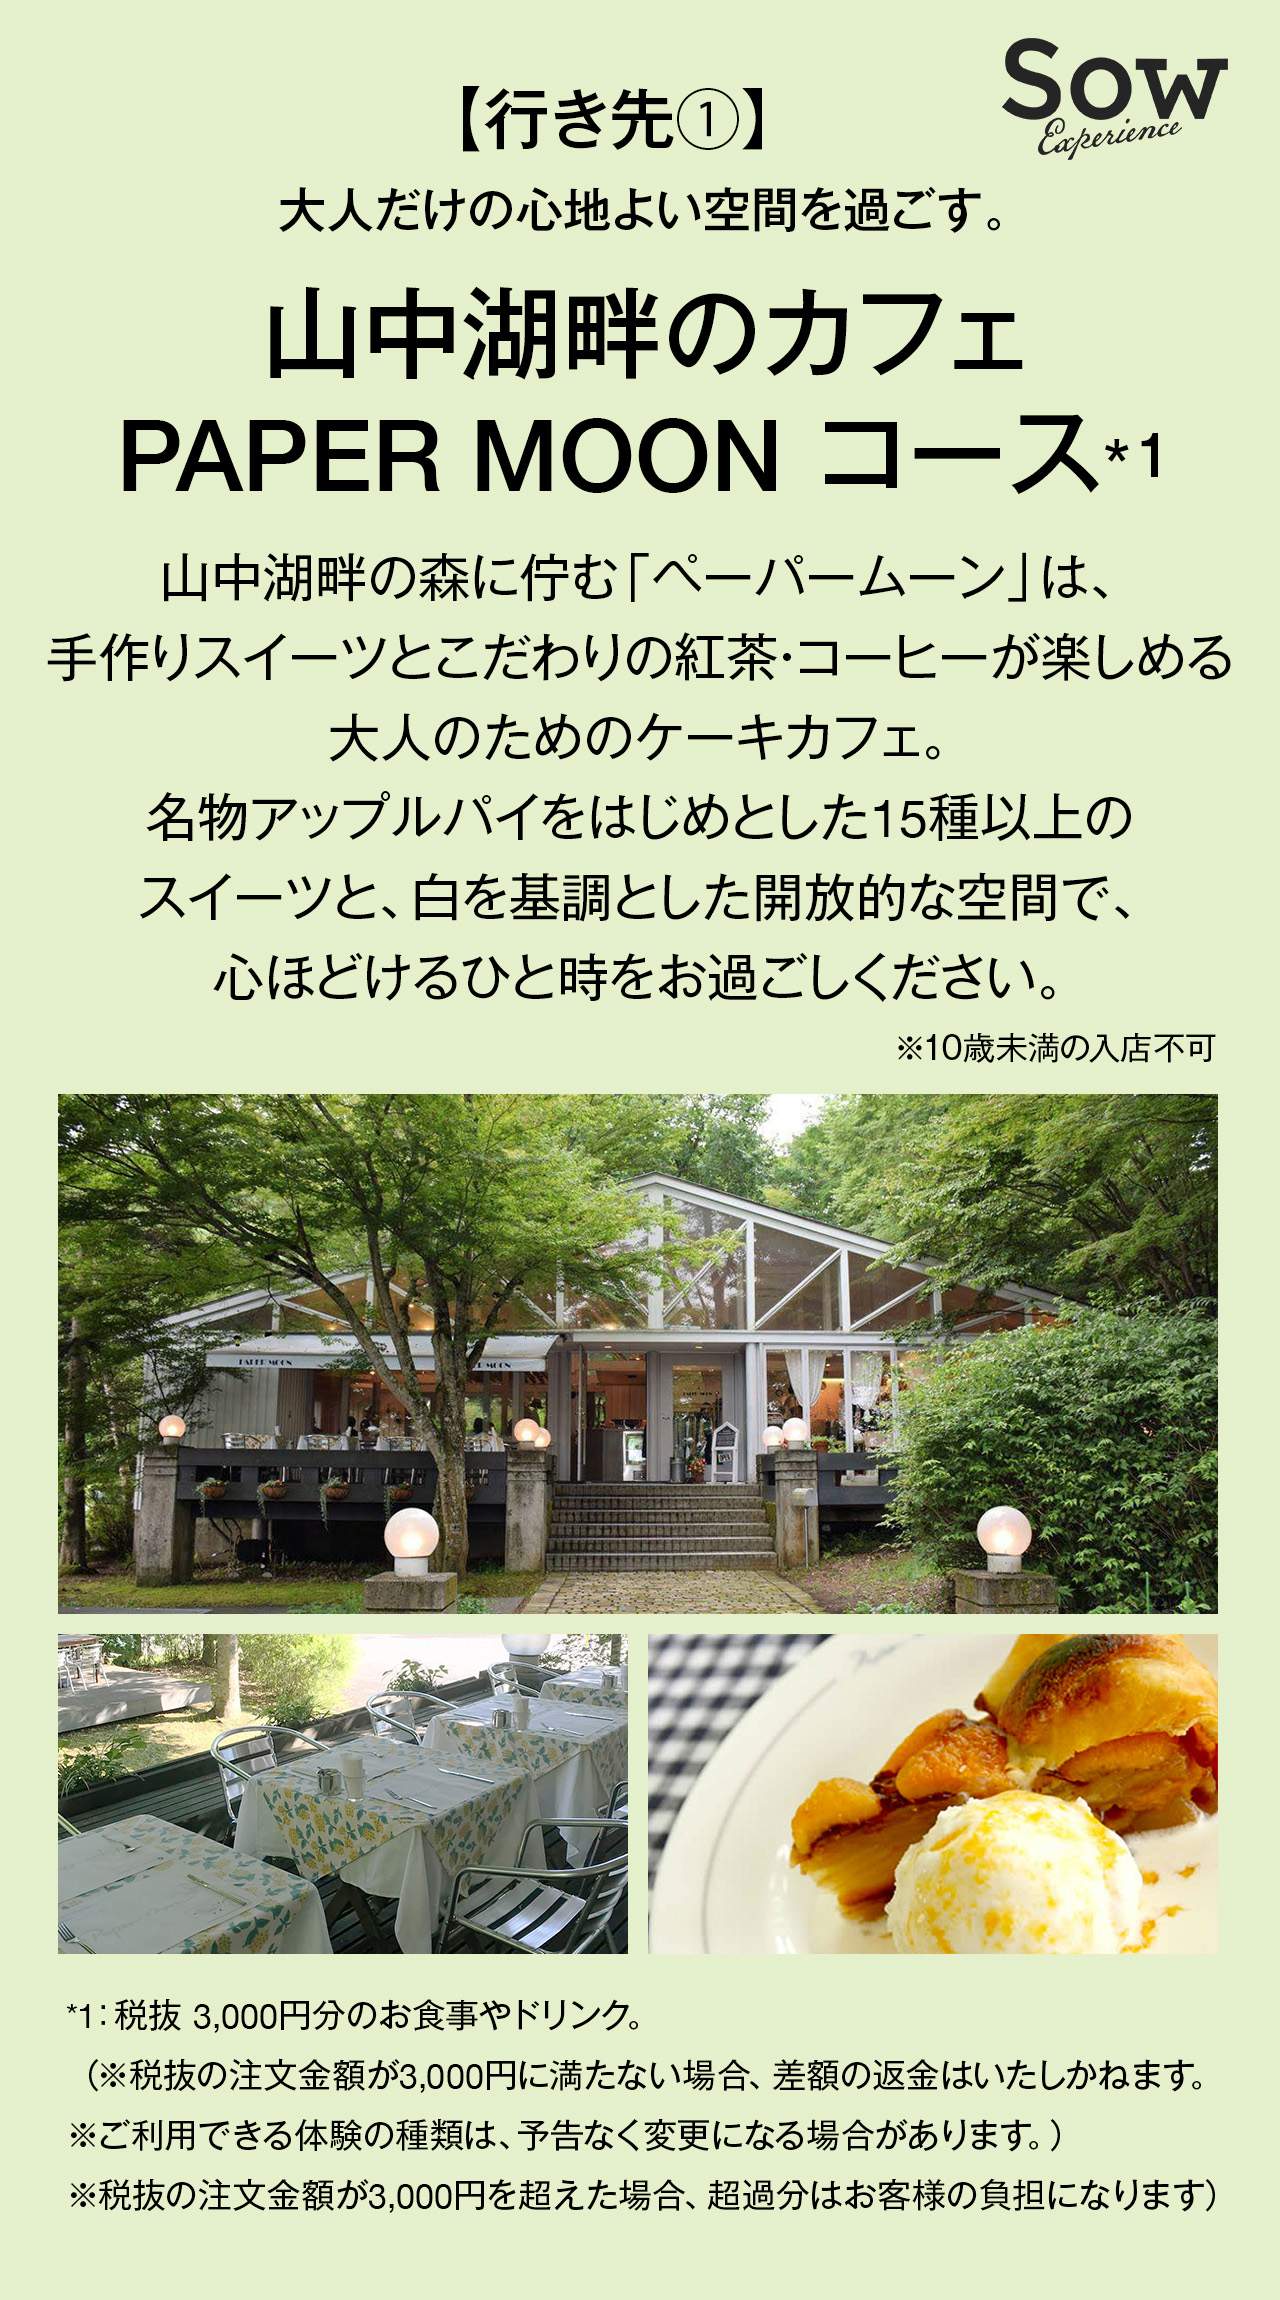 Sow
Experience
【行き先①】
大人だけの心地よい空間を過ごす。
山中湖畔のカフェ
PAPER MOON コース*1
山中湖畔の森に佇む「ペーパームーン」は、
手作りスイーツとこだわりの紅茶・コーヒーが楽しめる
大人のためのケーキカフェ。
名物アップルパイをはじめとした15種以上の
スイーツと、白を基調とした開放的な空間で、
心ほどけるひと時をお過ごしください。
※10歳未満の入店不可
PAPER MOON
PER MOON
PAPER MOON
*1：税抜 3,000円分のお食事やドリンク。
（※税抜の注文金額が3,000円に満たない場合、差額の返金はいたしかねます。
※ご利用できる体験の種類は、予告なく変更になる場合があります。）
※税抜の注文金額が3,000円を超えた場合、超過分はお客様の負担になります）